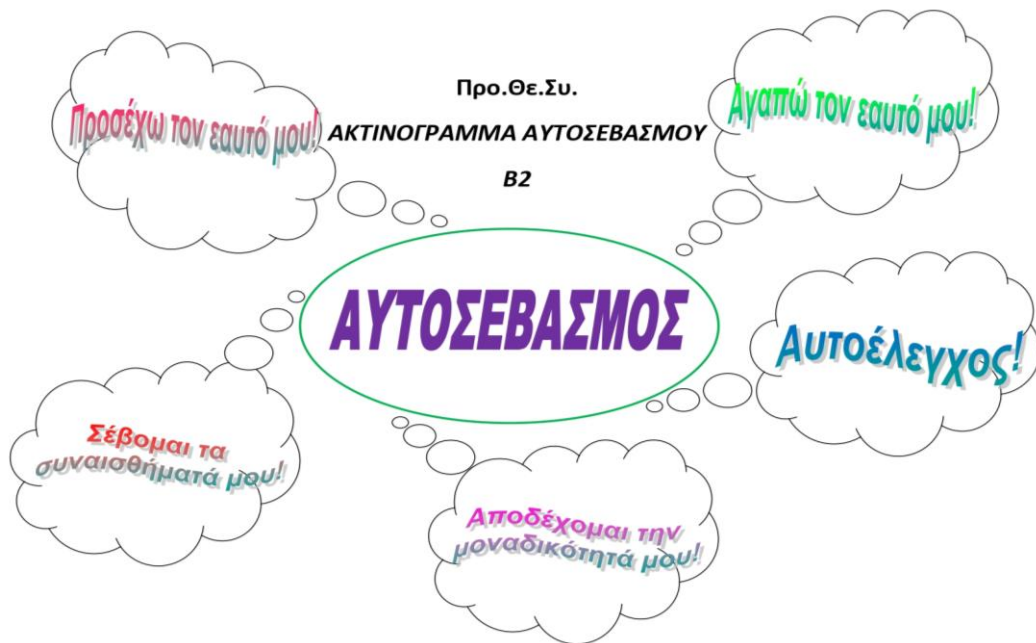 Προ.Θε.Συ.
ΑΚΤΙΝΟΓΡΑΜΜΑ ΑΥΤΟΣΕΒΑΣΜΟΥ
Β2
Προσέχω τον εαυτό μου!
Αγαπώ τον εαυτό μου!
ΑΥΤΟΣΕΒΑΣΜΟΣ
Αυτοέλεγχος!
Σέβομαι τα
συναισθήματά μου!
Αποδέχομαι την
μοναδικότητά μου!